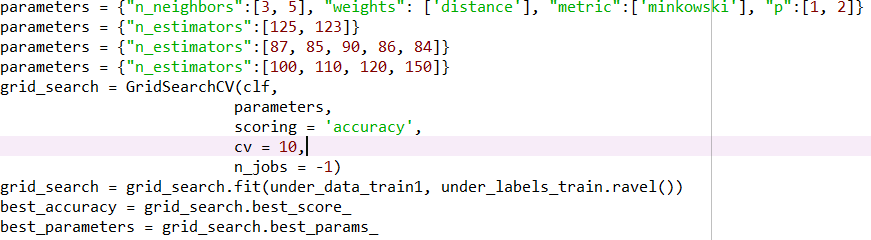 parameters = {"n_neighbors":[3, 5], "weights": ['distance'], "metric":['minkowski'], "p":[1, 2]}
parameters = {"n_estimators":[125, 123]}
parameters = {"n_estimators":[87, 85, 90, 86, 84]}
parameters = {"n_estimators":[100, 110, 120, 150]}
grid_search = GridSearchCV(clf,
parameters,
scoring = 'accuracy',
cv = 10,
n_jobs = -1)
grid_search = grid_search.fit(under_data_train1, under_labels_train.ravel())
best_accuracy = grid_search.best_score_
best_parameters = grid_search.best_params_